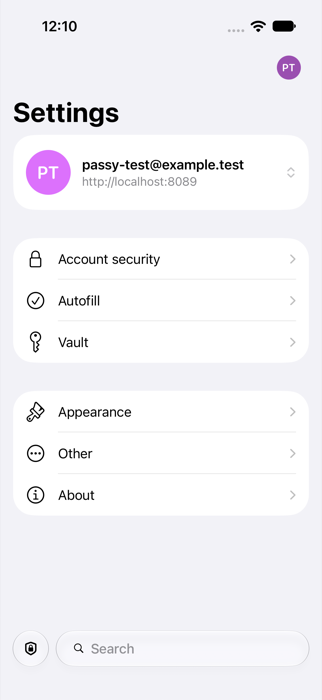 12:10
PT
Settings
PT
passy-test@example.test
http://localhost:8089
Account security
Autofill
Vault
Appearance
Other
About
Search